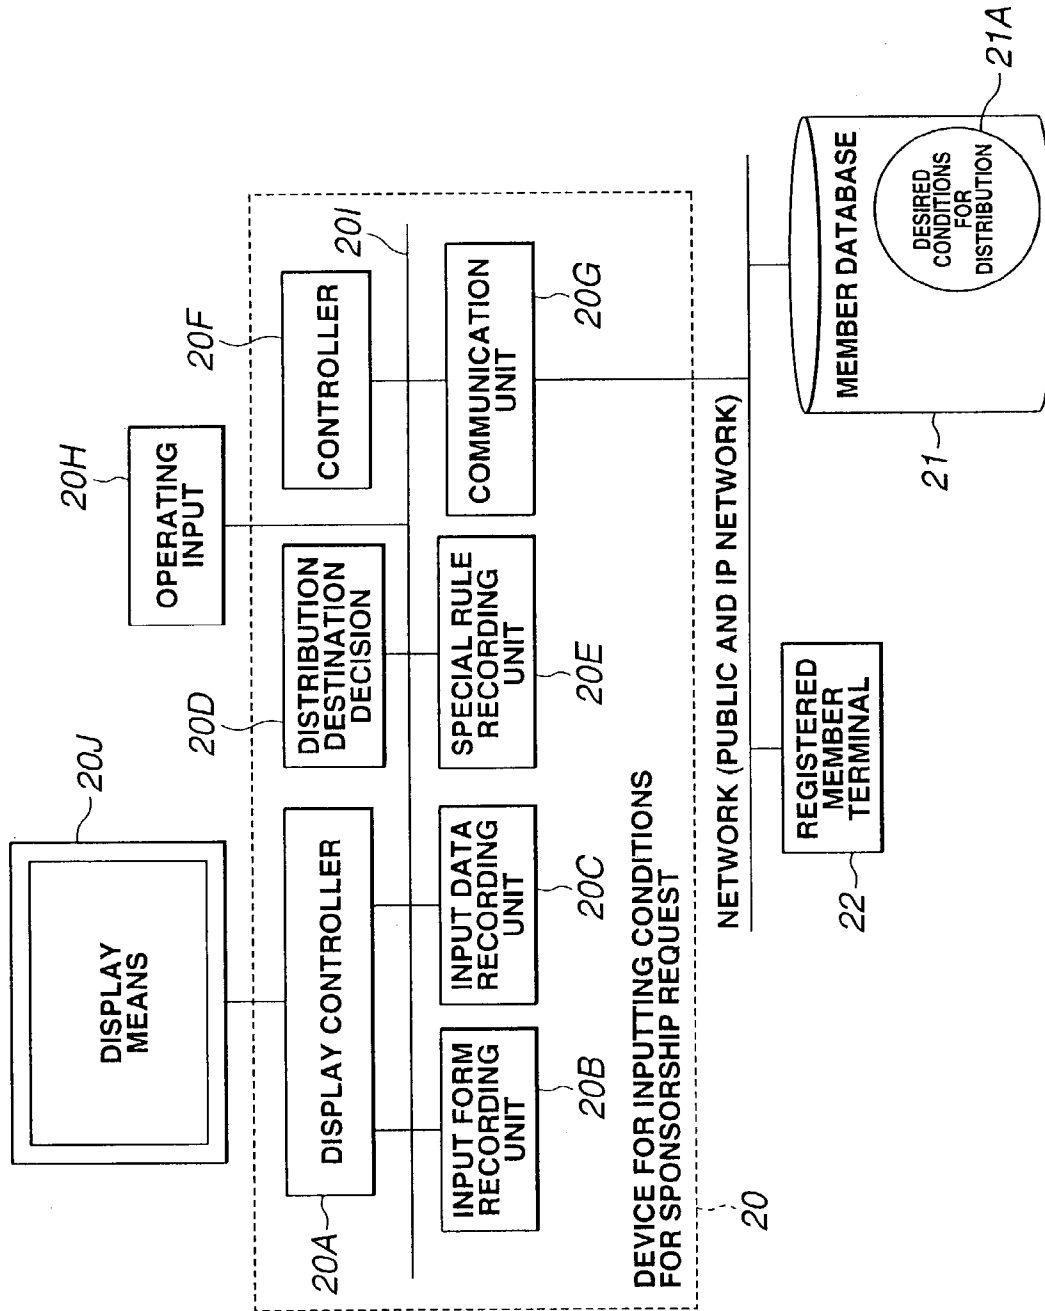 20J
DISPLAY
MEANS
20H
OPERATING
INPUT
20A
DISPLAY CONTROLLER
20D
DISTRIBUTION
DESTINATION
DECISION
20F
CONTROLLER
20I
INPUT FORM
RECORDING
UNIT
20B
INPUT DATA
RECORDING
UNIT
20C
SPECIAL RULE
RECORDING
UNIT
20E
COMMUNICATION
UNIT
20G
DEVICE FOR INPUTTING CONDITIONS
FOR SPONSORSHIP REQUEST
20
NETWORK (PUBLIC AND IP NETWORK)
REGISTERED
MEMBER
TERMINAL
22
MEMBER DATABASE
21
DESIRED
CONDITIONS
FOR
DISTRIBUTION
21A